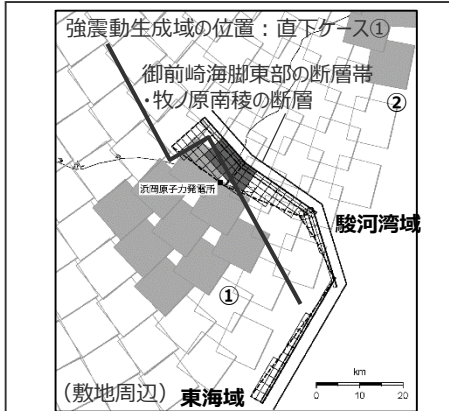 強震動生成域の位置：直下ケース①
御前崎海脚東部の断層帯
・牧ノ原南稜の断層
②
浜岡原子力発電所
駿河湾域
①
km
（敷地周辺）
東海域
0 10 20